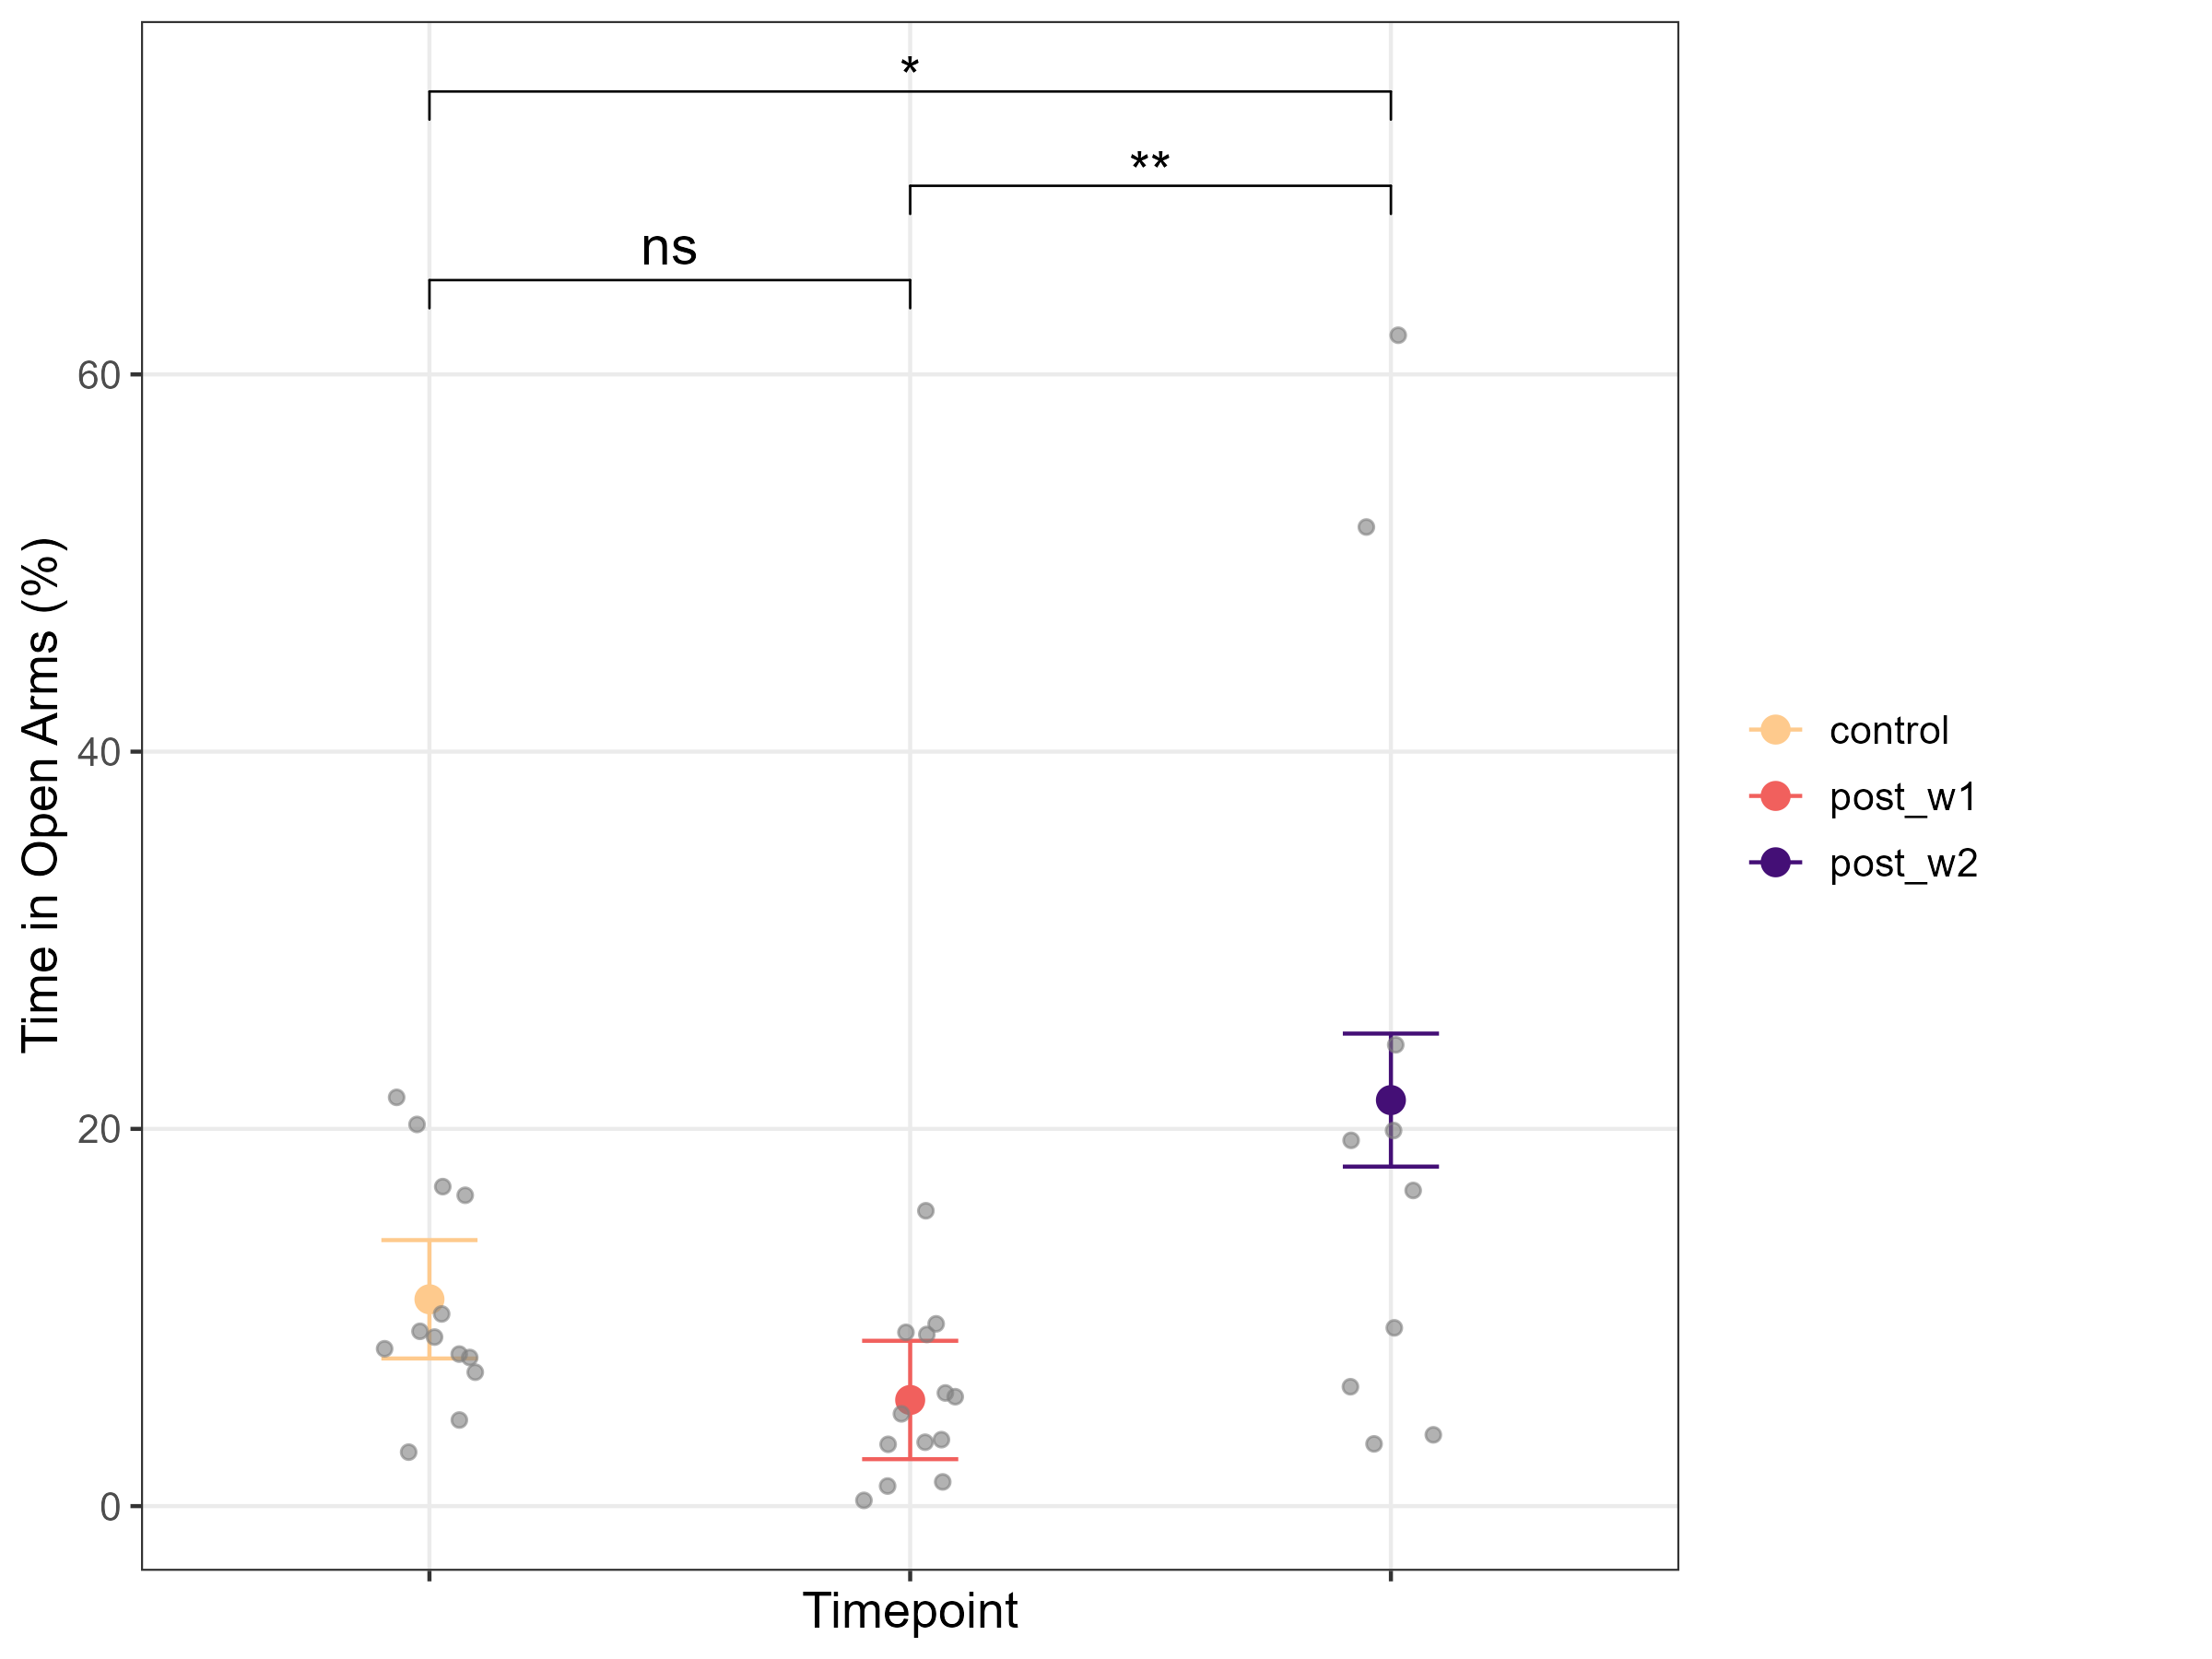 *
**
ns
60
40
20
0
Time in Open Arms (%)
Timepoint
control
post_w1
post_w2